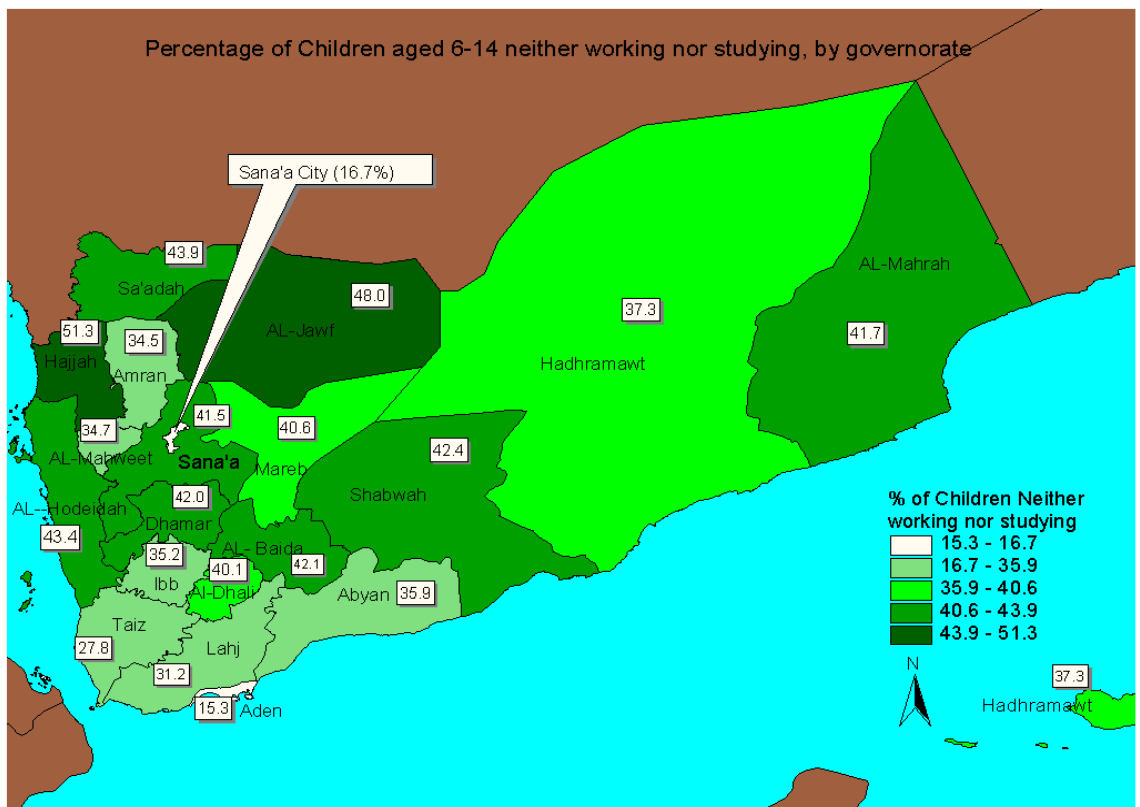 Percentage of Children aged 6-14 neither working nor studying, by governorate
Sana'a City (16.7%)
43.9
Sa'adah
AL-Mahrah
48.0
37.3
51.3
34.5
AL-Jawf
41.7
Hajjah
Amran
Hadhramawt
41.5
34.7
40.6
42.4
AL-Mahweet
Sana'a
Mareb
Shabwah
42.0
AL--Hodeidah
Dhamar
43.4
35.2
AL- Baida
40.1
42.1
Ibb
Al-Dhali
Abyan
35.9
Taiz
27.8
Lahj
31.2
15.3
Aden
% of Children Neither
working nor studying
15.3 - 16.7
16.7 - 35.9
35.9 - 40.6
40.6 - 43.9
43.9 - 51.3
N
37.3
Hadhramawt